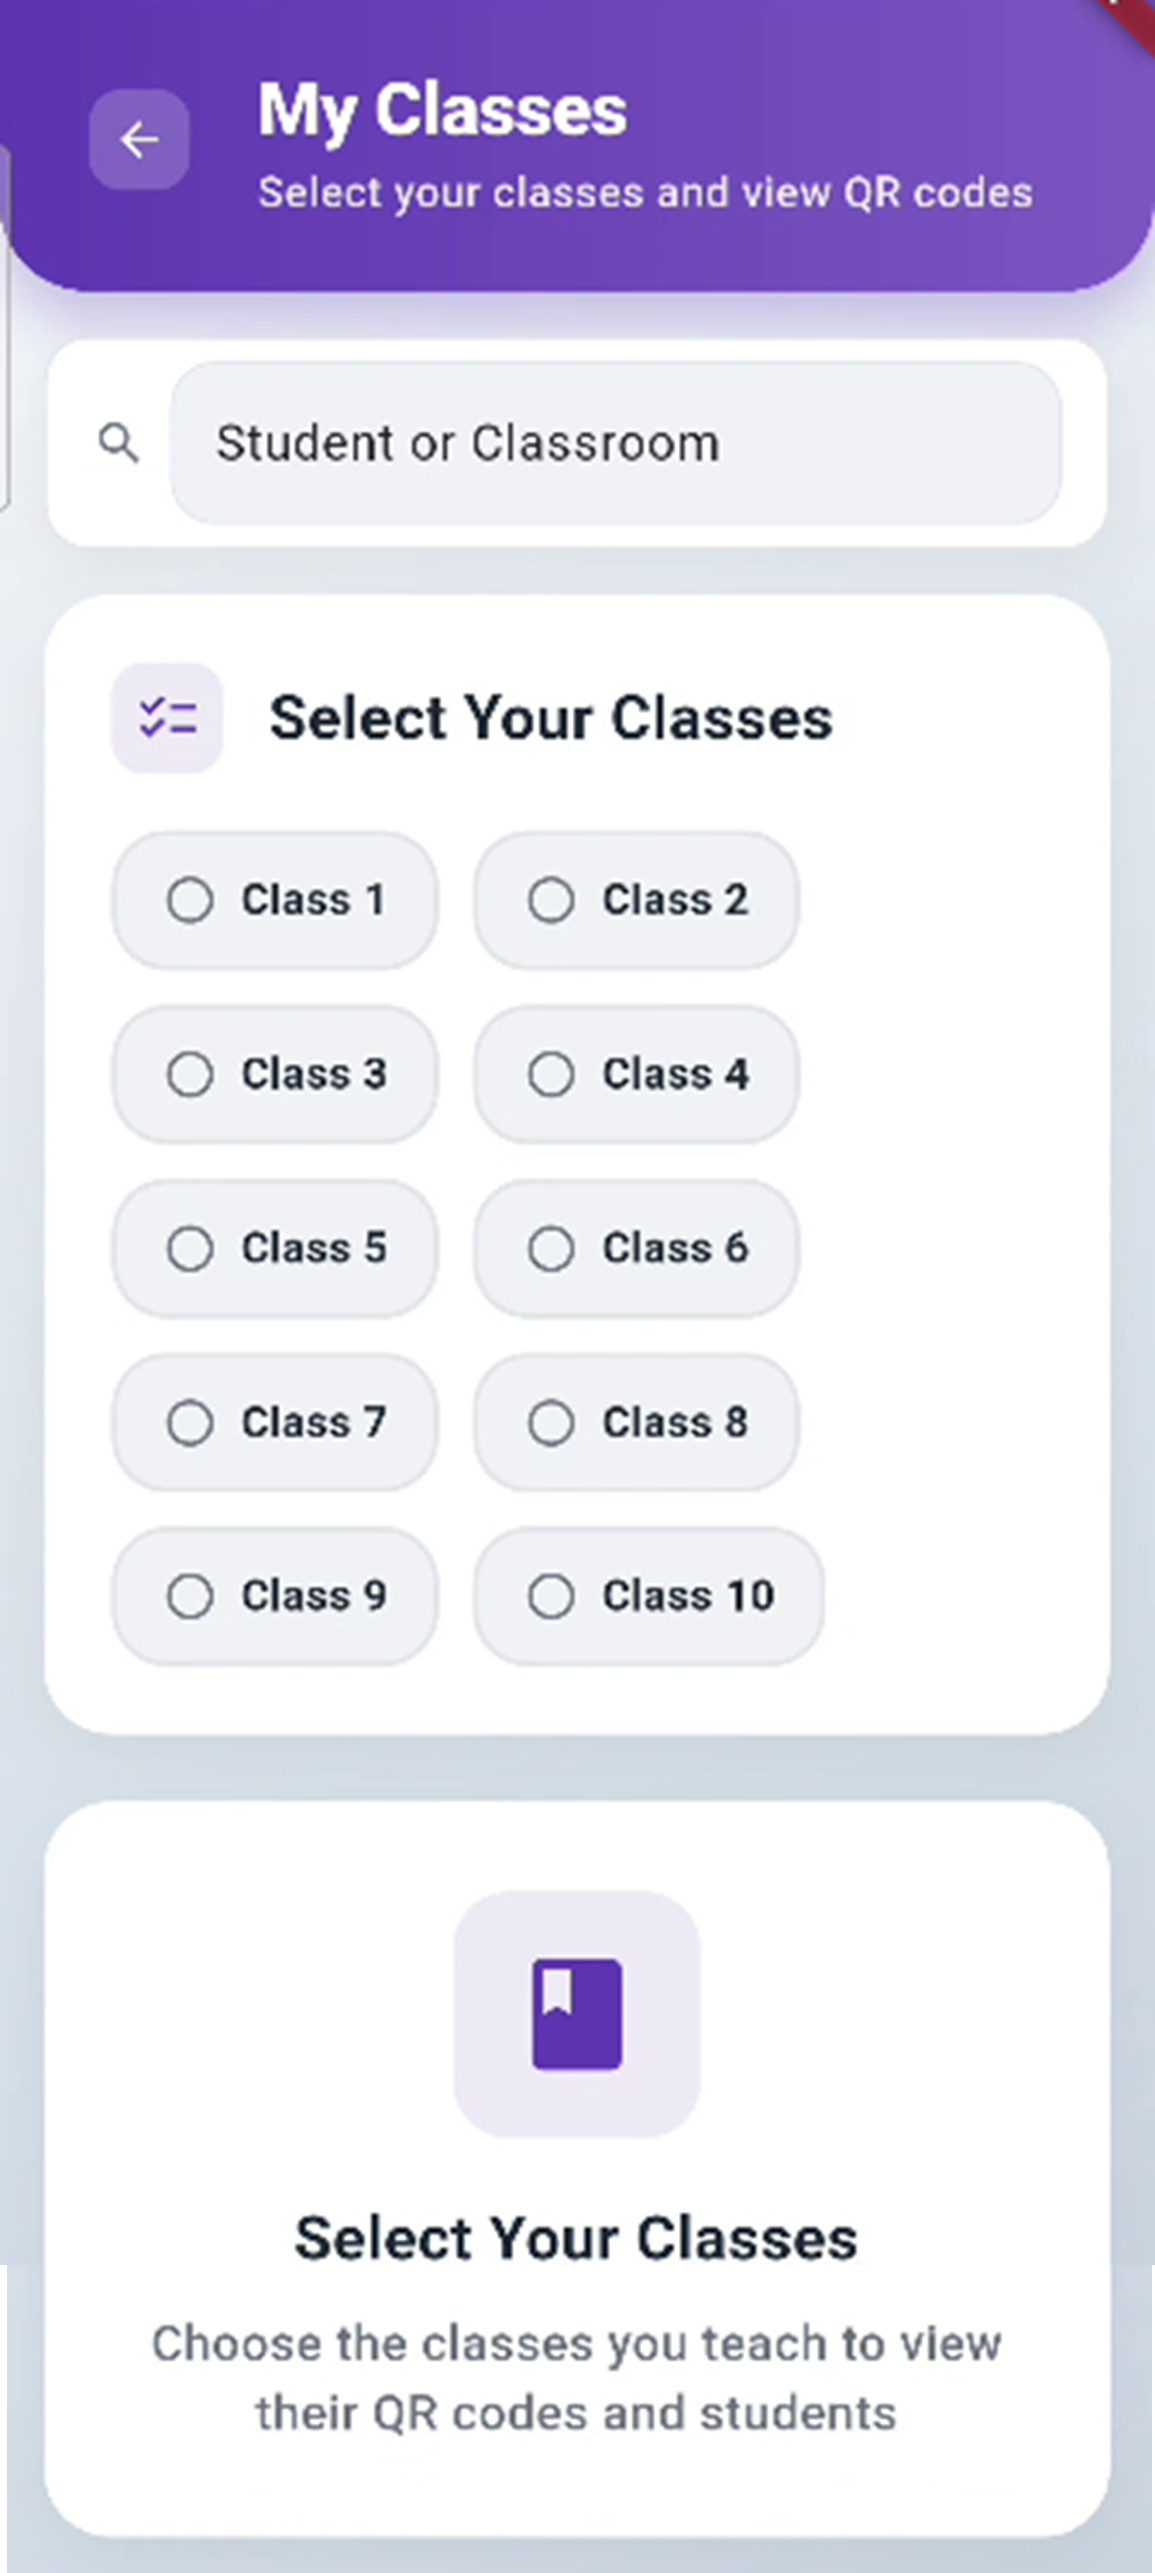 My Classes
Select your classes and view QR codes
Student or Classroom
Select Your Classes
Class 1
Class 2
Class 3
Class 4
Class 5
Class 6
Class 7
Class 8
Class 9
Class 10
Select Your Classes
Choose the classes you teach to view
their QR codes and students